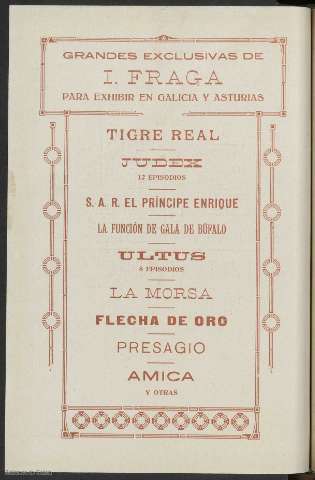 GRANDES EXCLUSIVAS DE
I. FRAGA
PARA EXHIBIR EN GALICIA Y ASTURIAS
TIGRE REAL
JUDEX
12 EPISODIOS
S. A. R. EL PRÍNCIPE ENRIQUE
LA FUNCIÓN DE GALA DE BÚFALO
ULTUS
8 EPISODIOS
LA MORSA
FLECHA DE ORO
PRESAGIO
AMICA
Y OTRAS